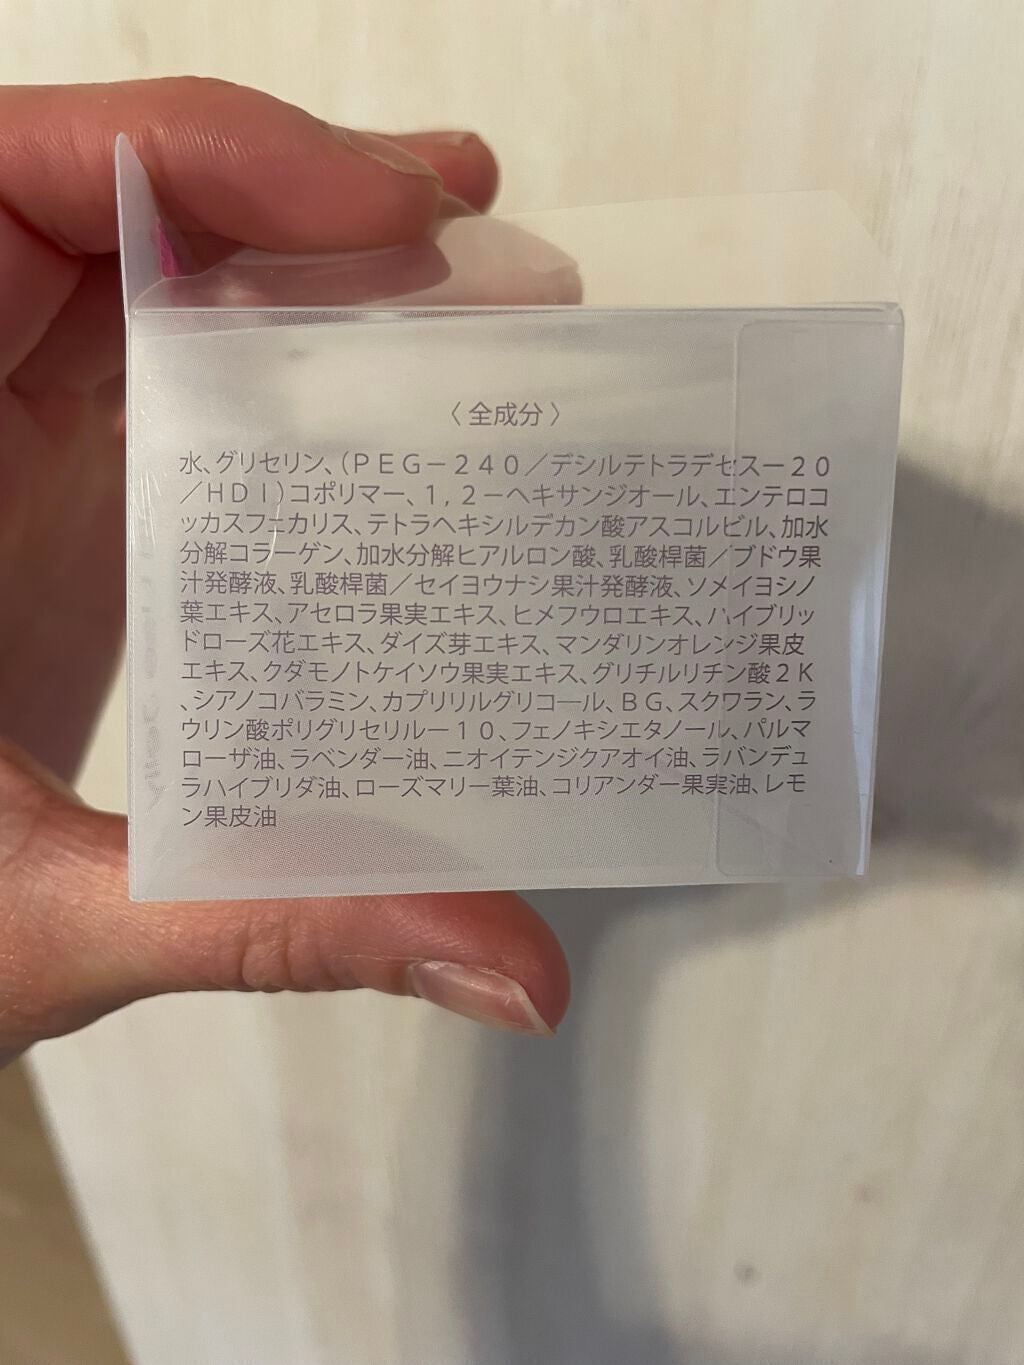 〈 全成分 〉
水、グリセリン、(PEG－240／デシルテトラデセス－20
／HDI)コポリマー、1，2－ヘキサンジオール、エンテロコ
ッカスフェカリス、テトラヘキシルデカン酸アスコルビル、加水
分解コラーゲン、加水分解ヒアルロン酸、乳酸桿菌／ブドウ果
汁発酵液、乳酸桿菌／セイヨウナシ果汁発酵液、ソメイヨシノ
葉エキス、アセロラ果実エキス、ヒメフウロエキス、ハイブリッ
ドローズ花エキス、ダイズ芽エキス、マンダリンオレンジ果皮
エキス、クダモノトケイソウ果実エキス、グリチルリチン酸2K
、シアノコバラミン、カプリリルグリコール、BG、スクワラン、ラ
ウリン酸ポリグリセリル－10、フェノキシエタノール、パルマ
ローザ油、ラベンダー油、ニオイテンジクアオイ油、ラバンデュ
ラハイブリダ油、ローズマリー葉油、コリアンダー果実油、レモ
ン果皮油